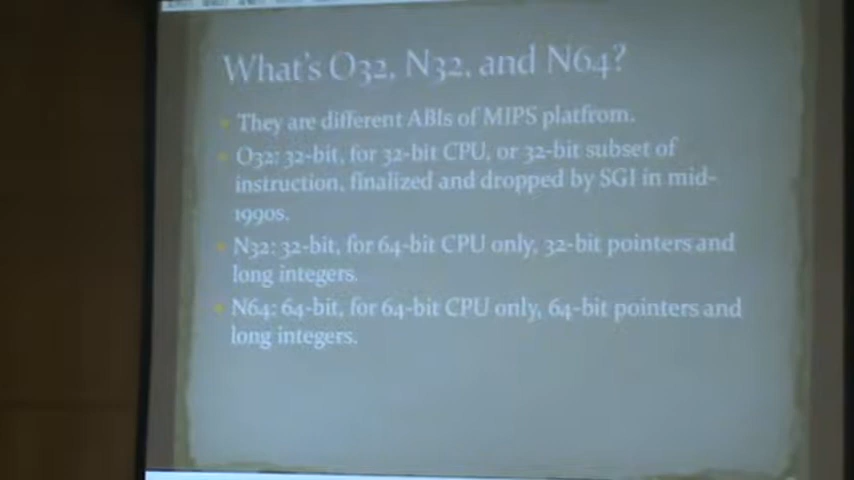 What's O32, N32, and N64?
They are different ABIs of MIPS platfrom.
O32: 32-bit, for 32-bit CPU, or 32-bit subset of
instruction, finalized and dropped by SGI in mid-
1990s.
N32: 32-bit, for 64-bit CPU only, 32-bit pointers and
long integers.
N64: 64-bit, for 64-bit CPU only, 64-bit pointers and
long integers.